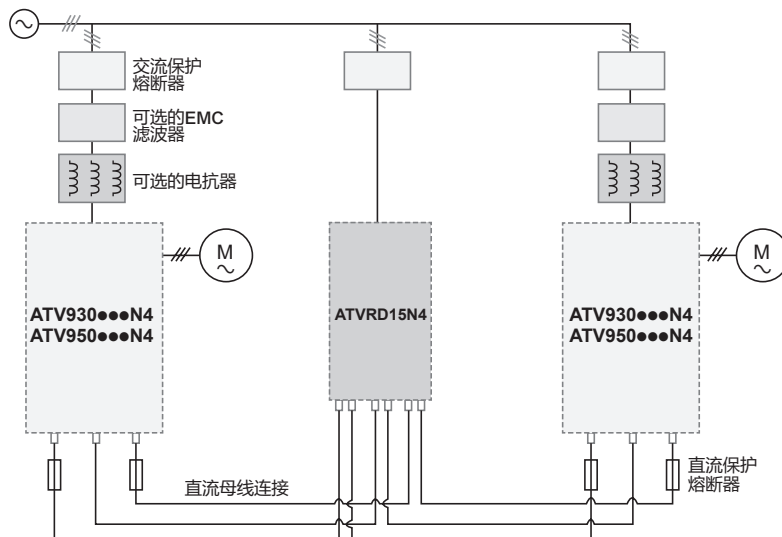 交流保护
熔断器
可选的EMC
滤波器
可选的电抗器
M
M
ATV930●●●N4
ATV950●●●N4
ATVRD15N4
ATV930●●●N4
ATV950●●●N4
直流母线连接
直流保护
熔断器